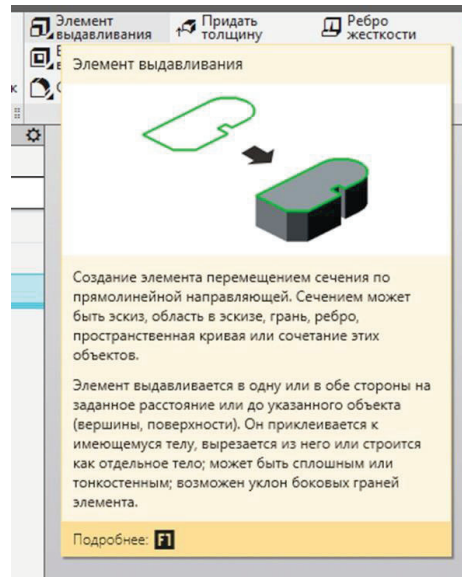 Элемент выдавливания
Придать толщину
Ребро жесткости
Элемент выдавливания
Создание элемента перемещением сечения по
прямолинейной направляющей. Сечением может
быть эскиз, область в эскизе, грань, ребро,
пространственная кривая или сочетание этих
объектов.
Элемент выдавливается в одну или в обе стороны на
заданное расстояние или до указанного объекта
(вершины, поверхности). Он приклеивается к
имеющемуся телу, вырезается из него или строится
как отдельное тело; может быть сплошным или
тонкостенным; возможен уклон боковых граней
элемента.
Подробнее: F1